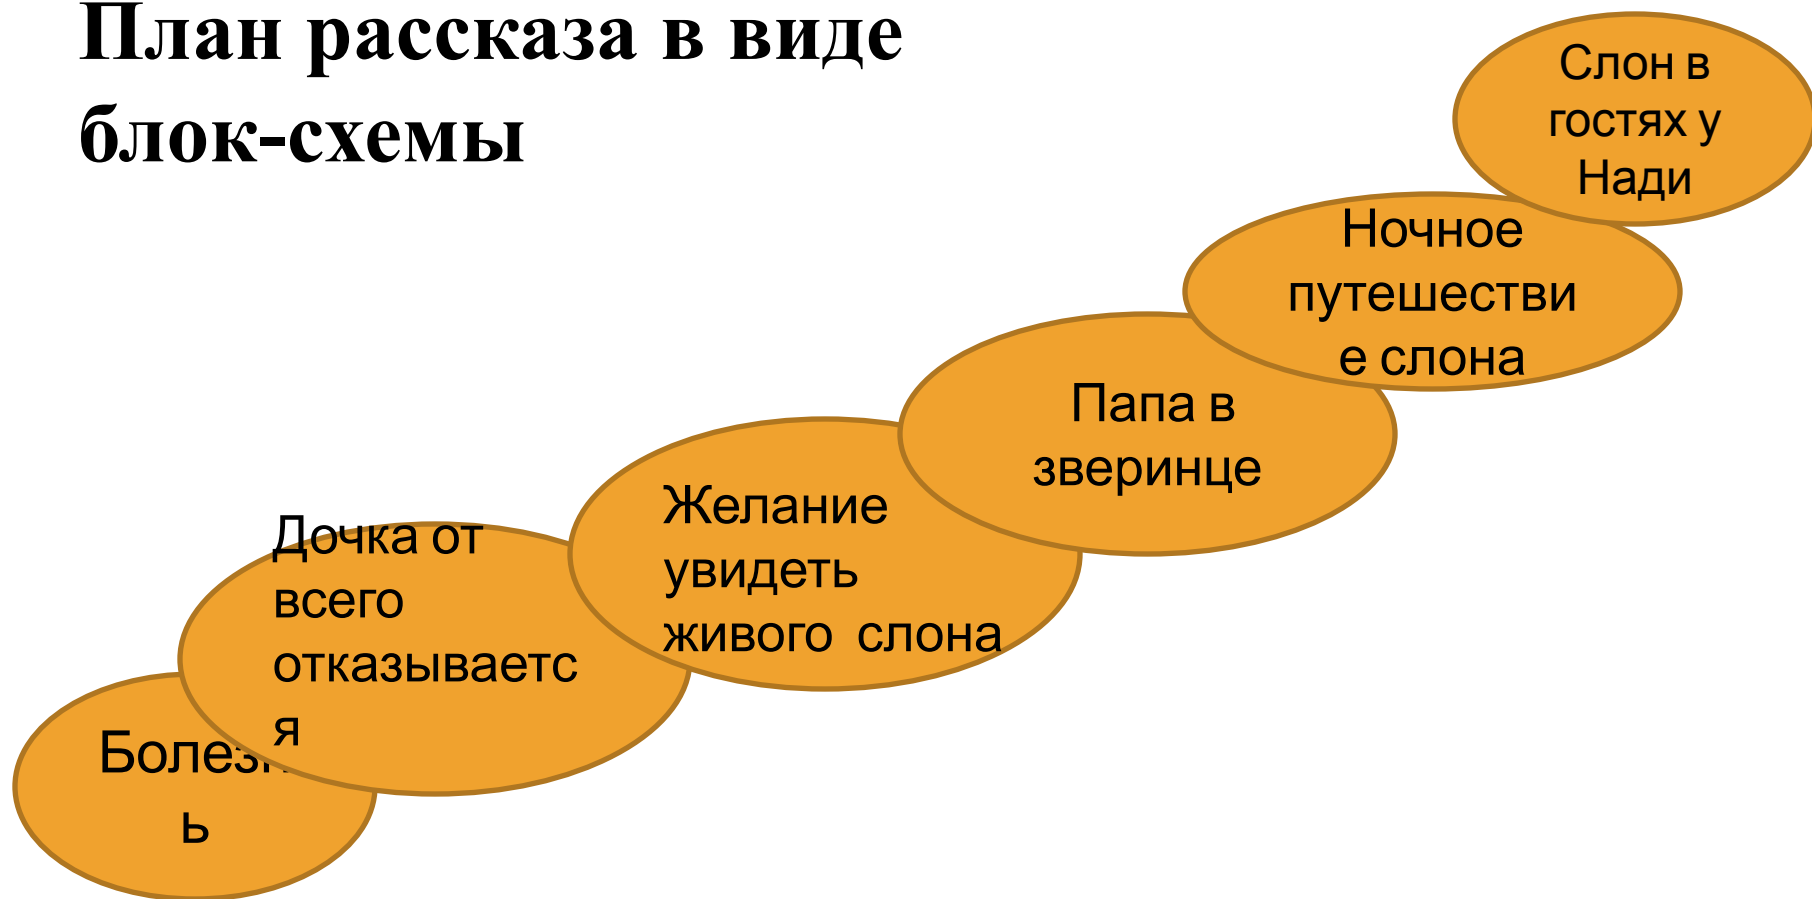 План рассказа в виде
блок-схемы
Слон в
гостях у
Нади
Ночное
путешестви
е слона
Папа в
зверинце
Желание
увидеть
живого слона
Дочка от
всего
отказываетс
я
Болезн
ь